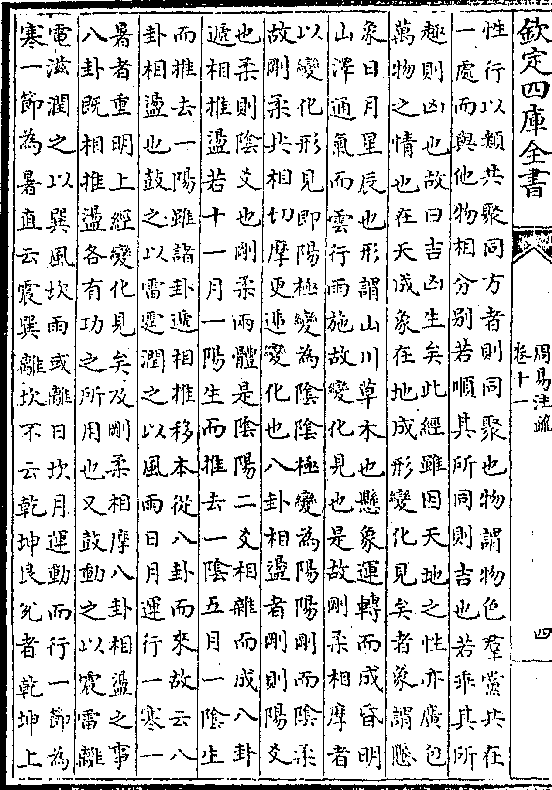 欽定四庫全書
周易注疏
卷十一
四
性行以類共聚同方者則同聚也物謂物色羣黨共在
一處而與他物相分別若順其所同則吉也若乖其所
趣則凶也故曰吉凶生矣此經雖因天地之性亦廣包
萬物之情也在天成象在地成形變化見矣者象謂懸
象日月星辰也形謂山川草木也懸象運轉而成昏明
山澤通氣而雲行雨施故變化見也是故剛柔相摩者
以變化形見即陽極變為陰陰極變為陽陽剛而陰柔
故剛柔共相切摩更遞變化也八卦相盪者剛則陽爻
也柔則陰爻也剛柔兩體是陰陽二爻相雜而成八卦
遞相推盪若十一月一陽生而推去一陰五月一陰生
而推去一陽雖諸卦遞相推移本從八卦而來故云八
卦相盪也鼓之以雷霆潤之以風雨日月運行一寒一
暑者重明上經變化見矣及剛柔相摩八卦相盪之事
八卦既相推盪各有功之所用也又鼓動之以震雷離
電滋潤之以巽風坎雨或離日坎月運動而行一節為
寒一節為暑直云震巽離坎不云乾坤艮兌者乾坤上